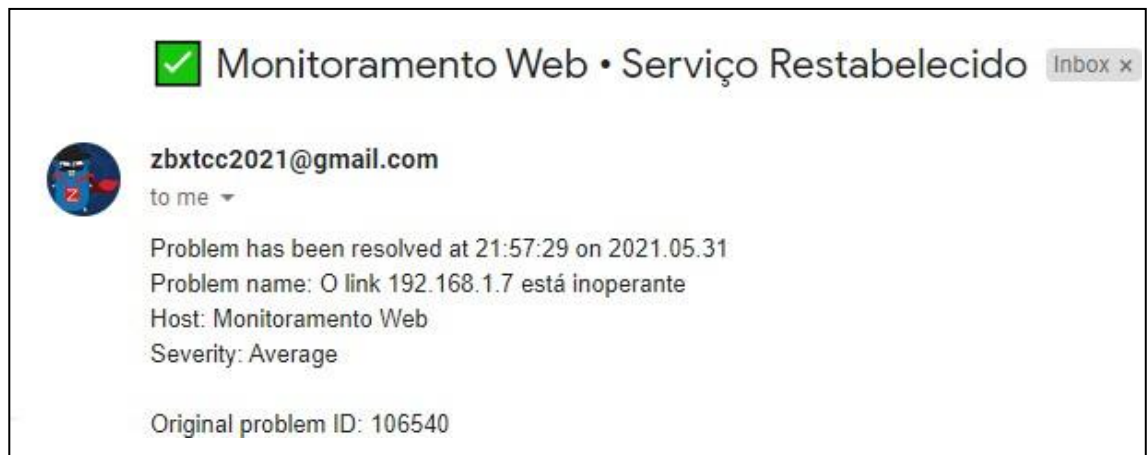 ✅ Monitoramento Web • Serviço Restabelecido Inbox x
zbxtcc2021@gmail.com
to me
Z
Problem has been resolved at 21:57:29 on 2021.05.31
Problem name: O link 192.168.1.7 está inoperante
Host: Monitoramento Web
Severity: Average
Original problem ID: 106540